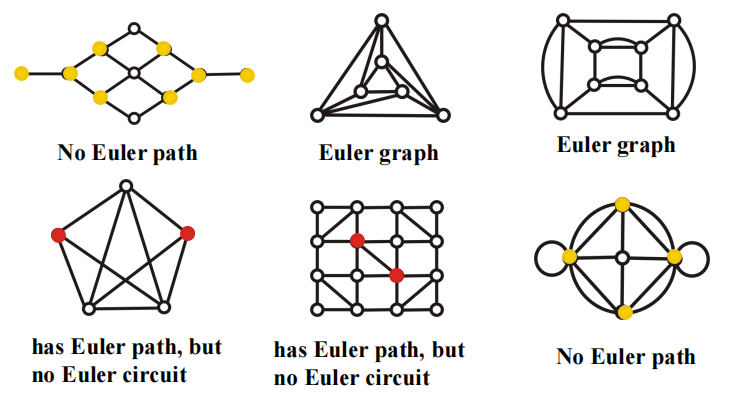 No Euler path
Euler graph
Euler graph
has Euler path, but
no Euler circuit
has Euler path, but
no Euler circuit
No Euler path